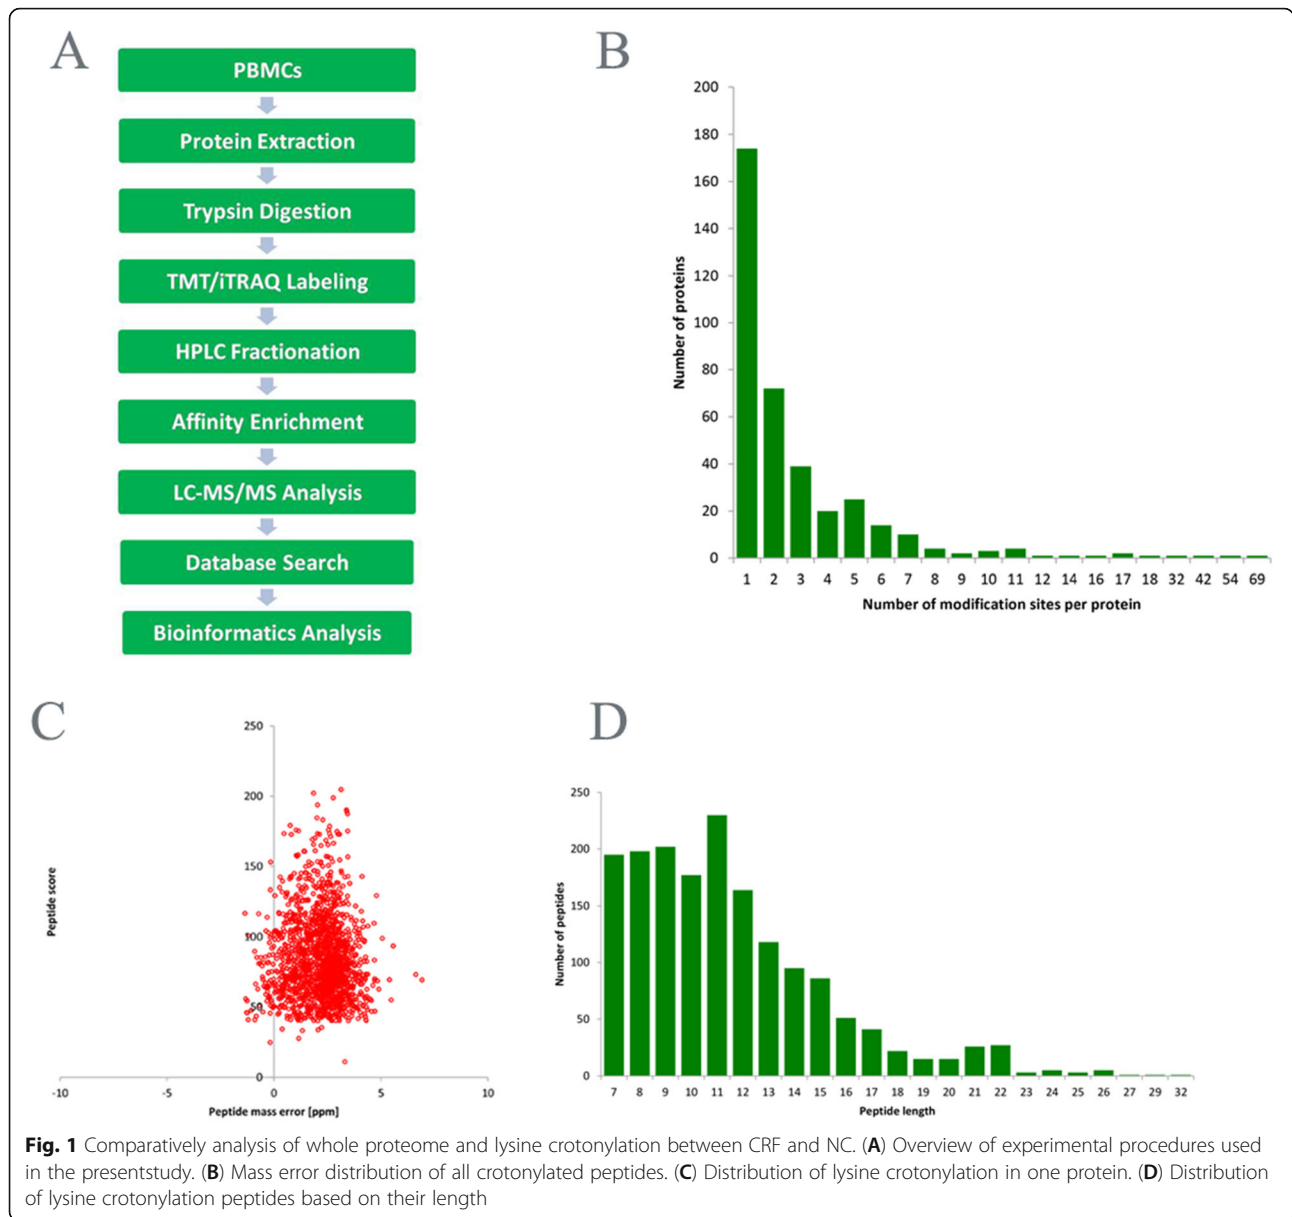 A
PBMCs
Protein Extraction
Trypsin Digestion
TMT/iTRAQ Labeling
HPLC Fractionation
Affinity Enrichment
LC-MS/MS Analysis
Database Search
Bioinformatics Analysis
B
200
180
160
140
120
100
80
60
40
20
0
Number of proteins
1 2 3 4 5 6 7 8 9 10 11 12 14 16 17 18 32 42 54 69
Number of modification sites per protein
C
250
200
150
100
50
0
Peptide score
-10 -5 0 5 10
Peptide mass error [ppm]
D
250
200
150
100
50
0
Number of peptides
7 8 9 10 11 12 13 14 15 16 17 18 19 20 21 22 23 24 25 26 27 29 32
Peptide length
Fig. 1 Comparatively analysis of whole proteome and lysine crotonylation between CRF and NC. (A) Overview of experimental procedures used
in the presentstudy. (B) Mass error distribution of all crotonylated peptides. (C) Distribution of lysine crotonylation in one protein. (D) Distribution
of lysine crotonylation peptides based on their length